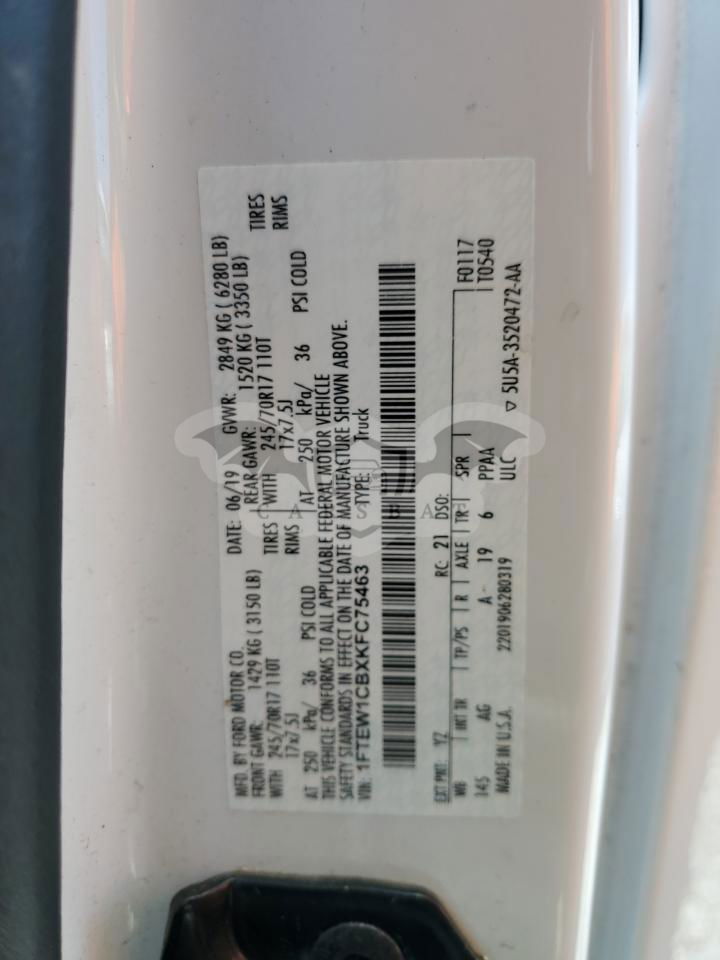 MFD. BY FORD MOTOR CO.
DATE: 06/19 GVWR: 2849 KG ( 6280 LB)
FRONT GAWR: 1429 KG ( 3150 LB) REAR GAWR: 1520 KG ( 3350 LB)
WITH 245/70R17 110T TIRES WITH 245/70R17 110T TIRES
17x7.5J RIMS 17x7.5J RIMS
AT 250 kPa/ 36 PSI COLD AT 250 kPa/ 36 PSI COLD
THIS VEHICLE CONFORMS TO ALL APPLICABLE FEDERAL MOTOR VEHICLE
SAFETY STANDARDS IN EFFECT ON THE DATE OF MANUFACTURE SHOWN ABOVE.
VIN: 1FTEW1CBXKFC75463 TYPE: Truck
EXT PNT: YZ RC: 21 DSO: F0117
WB INT TR TP/PS R AXLE TR SPR T0540
145 AG A 19 6 PPAA
MADE IN U.S.A. 2201906280319 ULC 5U5A-3520472-AA
CARSBAT